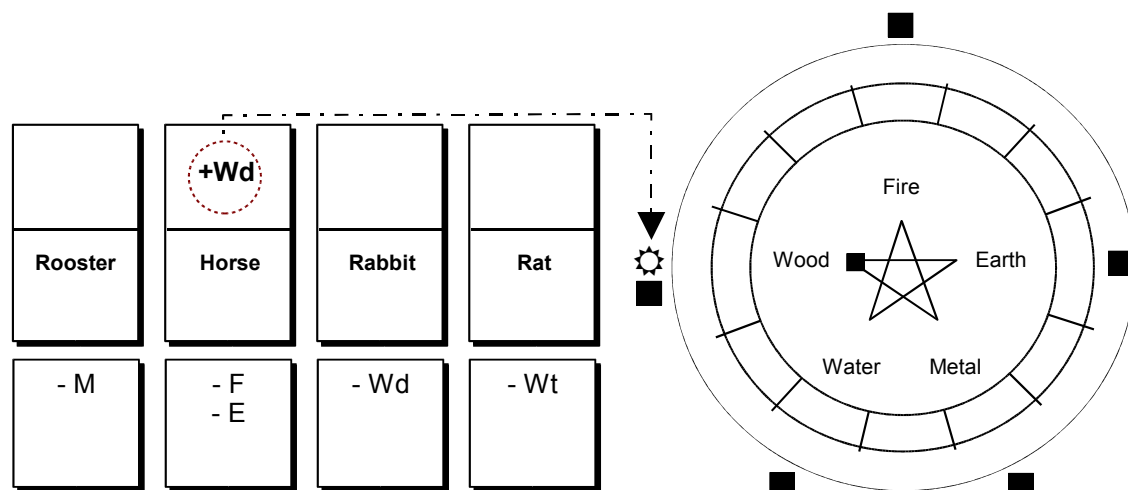 +Wd
Rooster
Horse
Rabbit
Rat
- M
- F
- E
- Wd
- Wt
Fire
Wood
Earth
Water
Metal